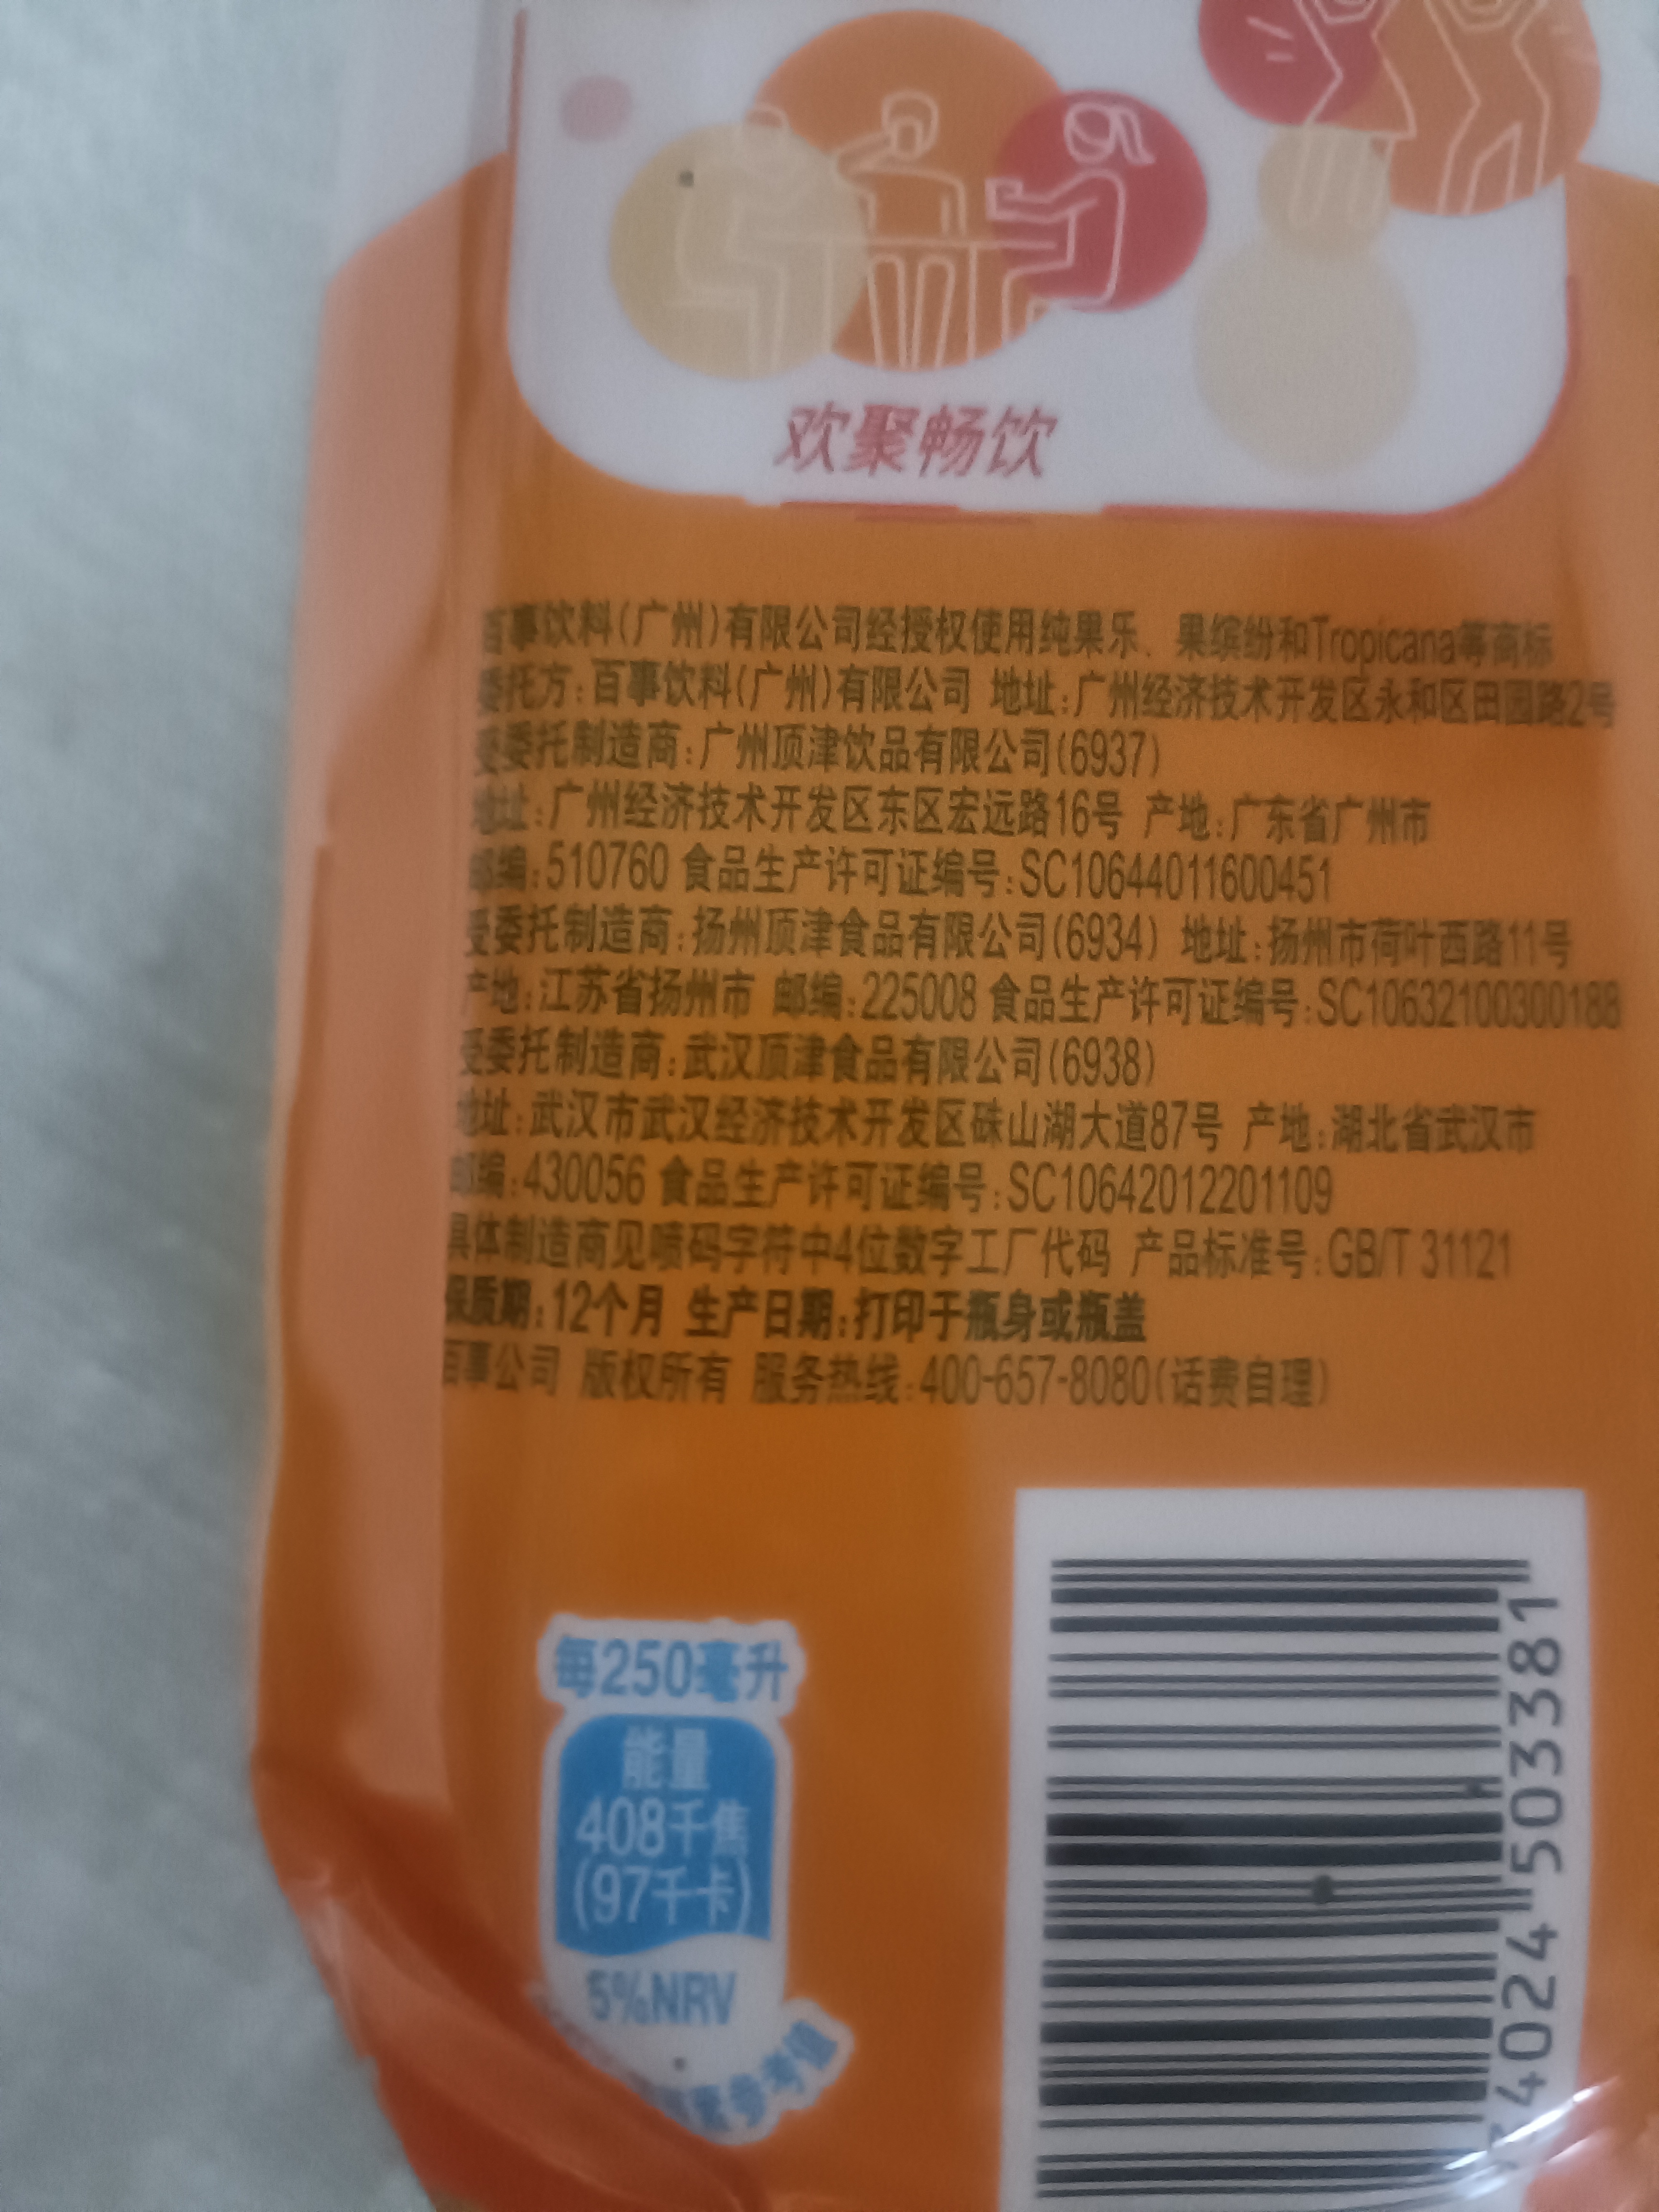 欢聚畅饮
百事饮料(广州)有限公司经授权使用纯果乐、果缤纷和Tropicana等商标
委托方:百事饮料(广州)有限公司 地址:广州经济技术开发区永和区田园路2号
受委托制造商:广州顶津饮品有限公司(6937)
地址:广州经济技术开发区东区宏远路16号 产地:广东省广州市
邮编:510760 食品生产许可证编号:SC10644011600451
受委托制造商:扬州顶津食品有限公司(6934) 地址:扬州市荷叶西路11号
产地:江苏省扬州市 邮编:225008 食品生产许可证编号:SC10632100300188
受委托制造商:武汉顶津食品有限公司(6938)
地址:武汉市武汉经济技术开发区硃山湖大道87号 产地:湖北省武汉市
邮编:430056 食品生产许可证编号:SC10642012201109
具体制造商见喷码字符中4位数字工厂代码 产品标准号:GB/T 31121
保质期:12个月 生产日期:打印于瓶身或瓶盖
百事公司 版权所有 服务热线:400-657-8080(话费自理)
每250毫升
能量
408千焦
(97千卡)
5%NRV
素参考值
34024 503381